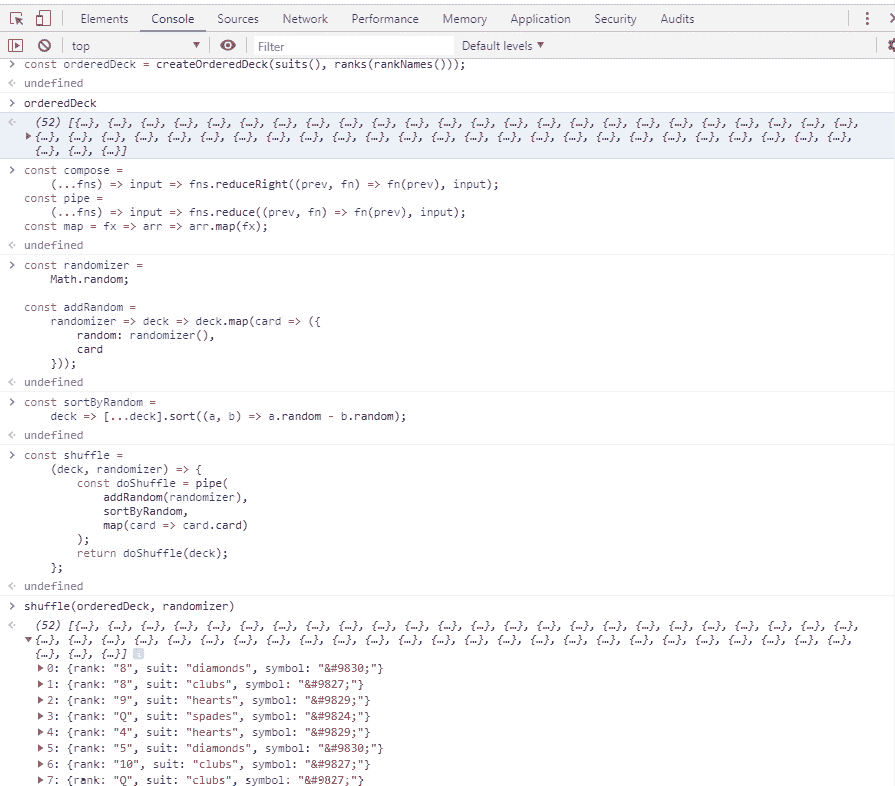 Elements Console Sources Network Performance Memory Application Security Audits
top Filter Default levels
const orderedDeck = createOrderedDeck(suits(), ranks(rankNames()));
undefined
orderedDeck
(52) [{…}, {…}, {…}, {…}, {…}, {…}, {…}, {…}, {…}, {…}, {…}, {…}, {…}, {…}, {…}, {…}, {…}, {…}, {…}, {…}, {…}, {…}, {…}, {…},
{…}, {…}, {…}, {…}, {…}, {…}, {…}, {…}, {…}, {…}, {…}, {…}, {…}, {…}, {…}, {…}, {…}, {…}, {…}, {…}, {…}, {…}, {…}, {…}, {…},
{…}, {…}, {…}]
const compose =
    (...fns) => input => fns.reduceRight((prev, fn) => fn(prev), input);
const pipe =
    (...fns) => input => fns.reduce((prev, fn) => fn(prev), input);
const map = fx => arr => arr.map(fx);
undefined
const randomizer =
    Math.random;
const addRandom =
    randomizer => deck => deck.map(card => ({
        random: randomizer(),
        card
    }));
undefined
const sortByRandom =
    deck => [...deck].sort((a, b) => a.random - b.random);
undefined
const shuffle =
    (deck, randomizer) => {
        const doShuffle = pipe(
            addRandom(randomizer),
            sortByRandom,
            map(card => card.card)
        );
        return doShuffle(deck);
    };
undefined
shuffle(orderedDeck, randomizer)
(52) [{…}, {…}, {…}, {…}, {…}, {…}, {…}, {…}, {…}, {…}, {…}, {…}, {…}, {…}, {…}, {…}, {…}, {…}, {…}, {…}, {…}, {…}, {…}, {…},
{…}, {…}, {…}, {…}, {…}, {…}, {…}, {…}, {…}, {…}, {…}, {…}, {…}, {…}, {…}, {…}, {…}, {…}, {…}, {…}, {…}, {…}, {…}, {…}, {…},
{…}, {…}, {…}]
0: {rank: "8", suit: "diamonds", symbol: "&#9830;"}
1: {rank: "8", suit: "clubs", symbol: "&#9827;"}
2: {rank: "9", suit: "hearts", symbol: "&#9829;"}
3: {rank: "Q", suit: "spades", symbol: "&#9824;"}
4: {rank: "4", suit: "hearts", symbol: "&#9829;"}
5: {rank: "5", suit: "diamonds", symbol: "&#9830;"}
6: {rank: "10", suit: "clubs", symbol: "&#9827;"}
7: {rank: "Q", suit: "clubs", symbol: "&#9827;"}